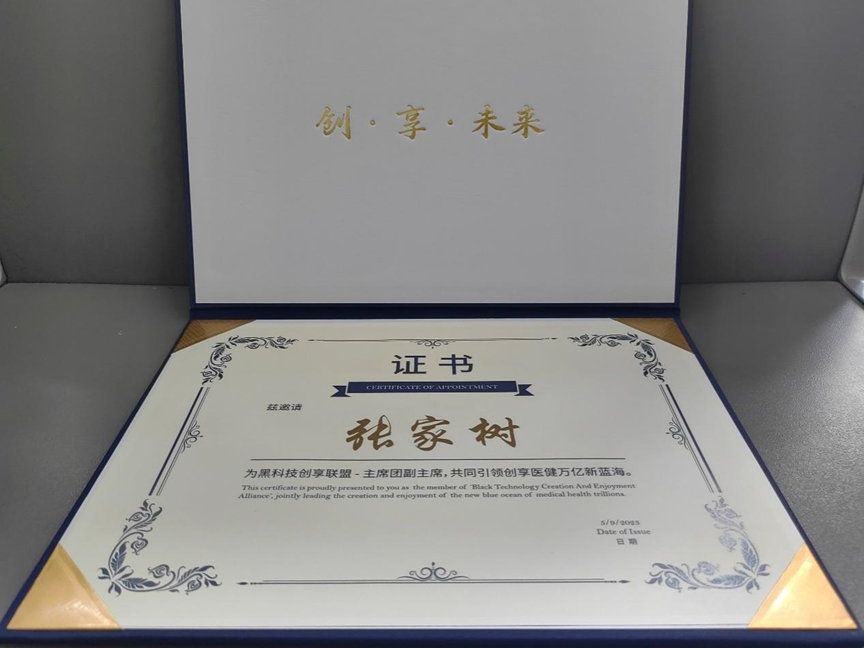 创·享·未来
证书
CERTIFICATE OF APPOINTMENT
兹邀请
张家树
为黑科技创享联盟-主席团副主席,共同引领创享医健万亿新蓝海。
This certificate is proudly presented to you as the member of 'Black Technology Creation And Enjoyment
Alliance', jointly leading the creation and enjoyment of the new blue ocean of medical health trillions.
5/9/2023
Date of Issue
日期